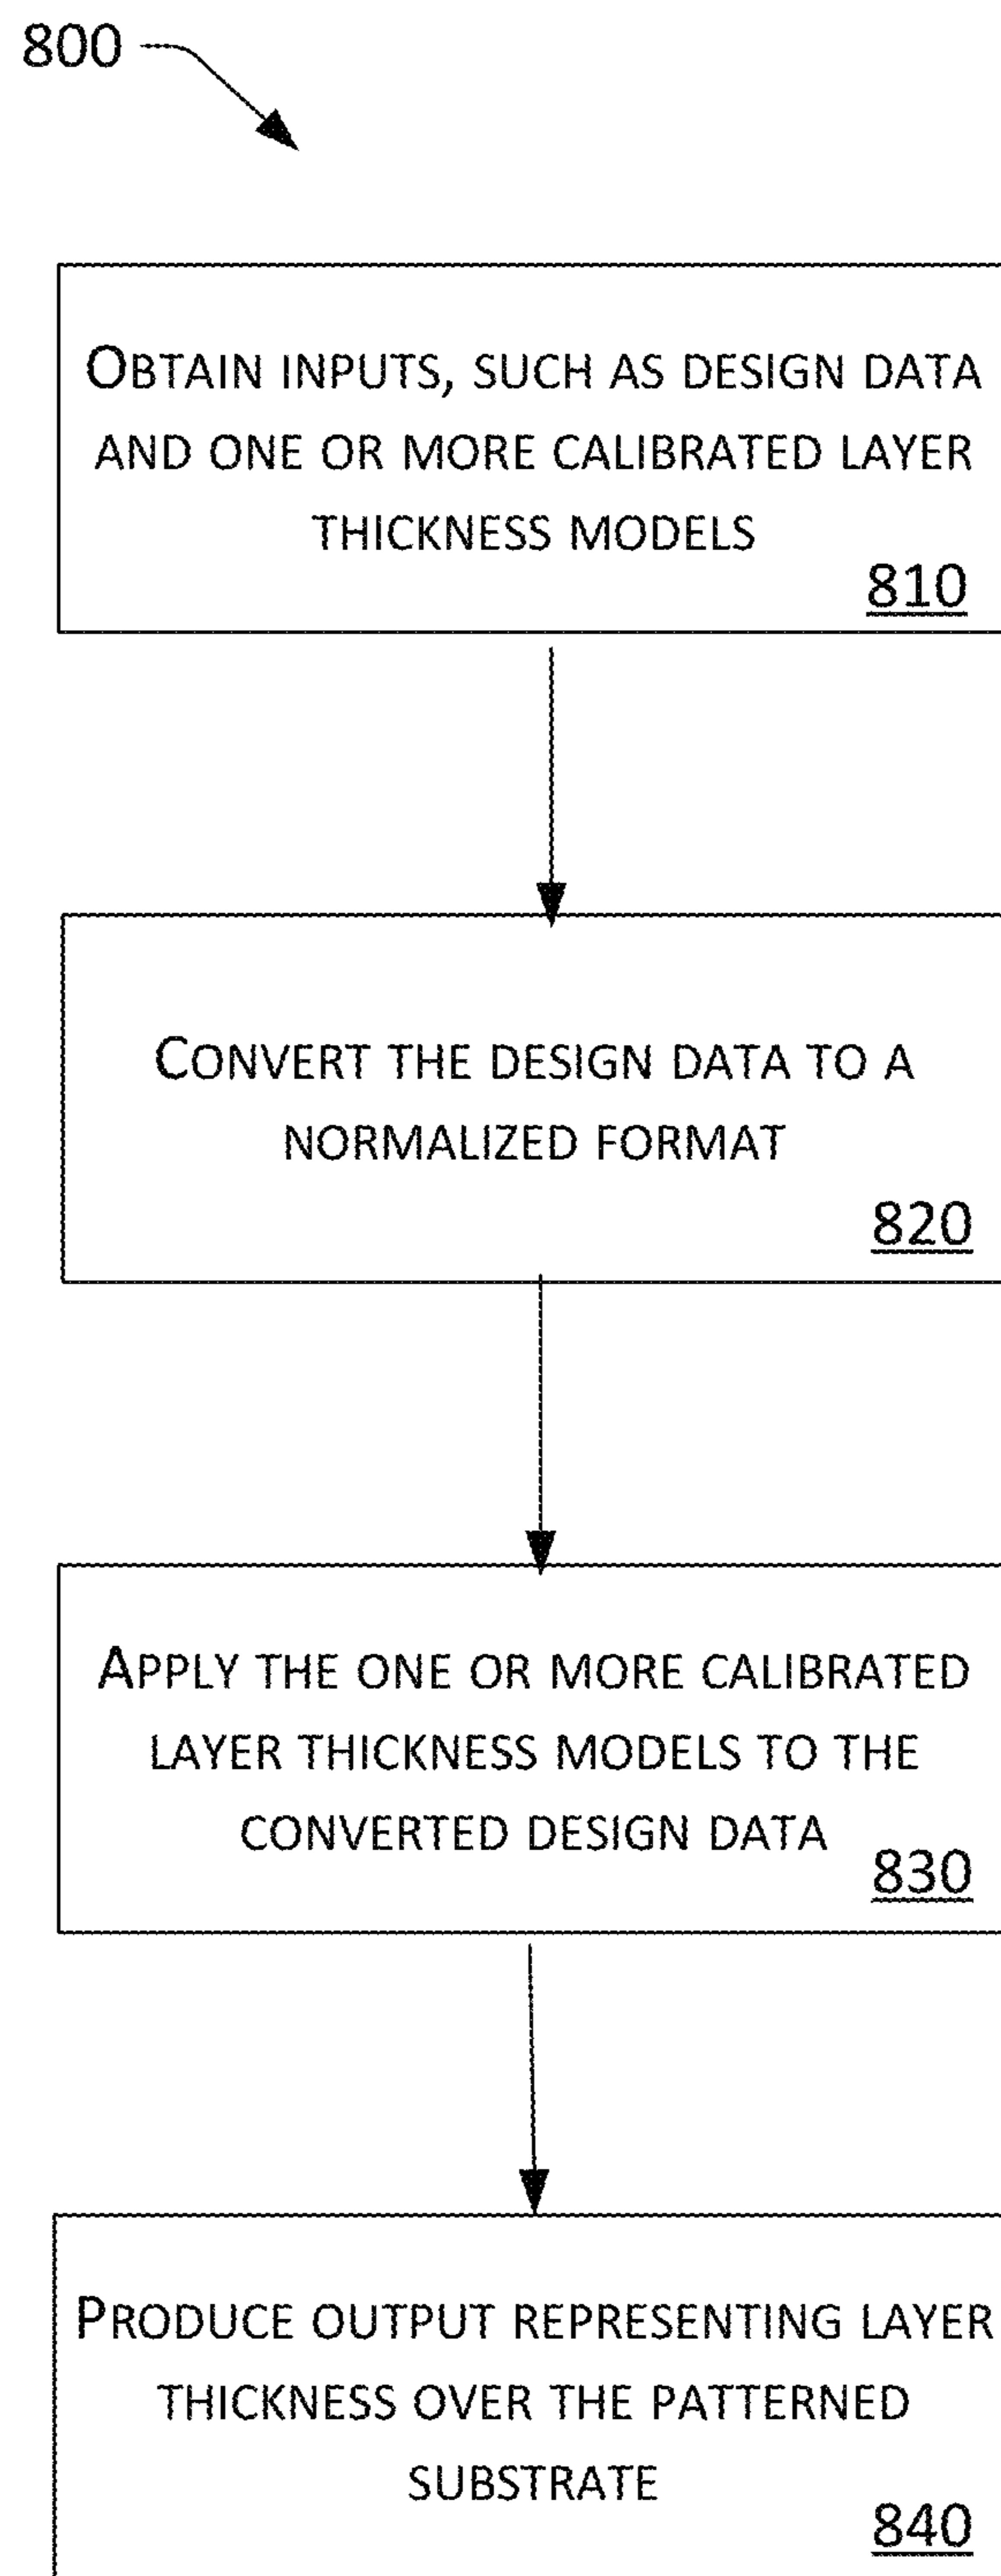 800
OBTAIN INPUTS, SUCH AS DESIGN DATA
AND ONE OR MORE CALIBRATED LAYER
THICKNESS MODELS
810
CONVERT THE DESIGN DATA TO A
NORMALIZED FORMAT
820
APPLY THE ONE OR MORE CALIBRATED
LAYER THICKNESS MODELS TO THE
CONVERTED DESIGN DATA
830
PRODUCE OUTPUT REPRESENTING LAYER
THICKNESS OVER THE PATTERNED
SUBSTRATE
840